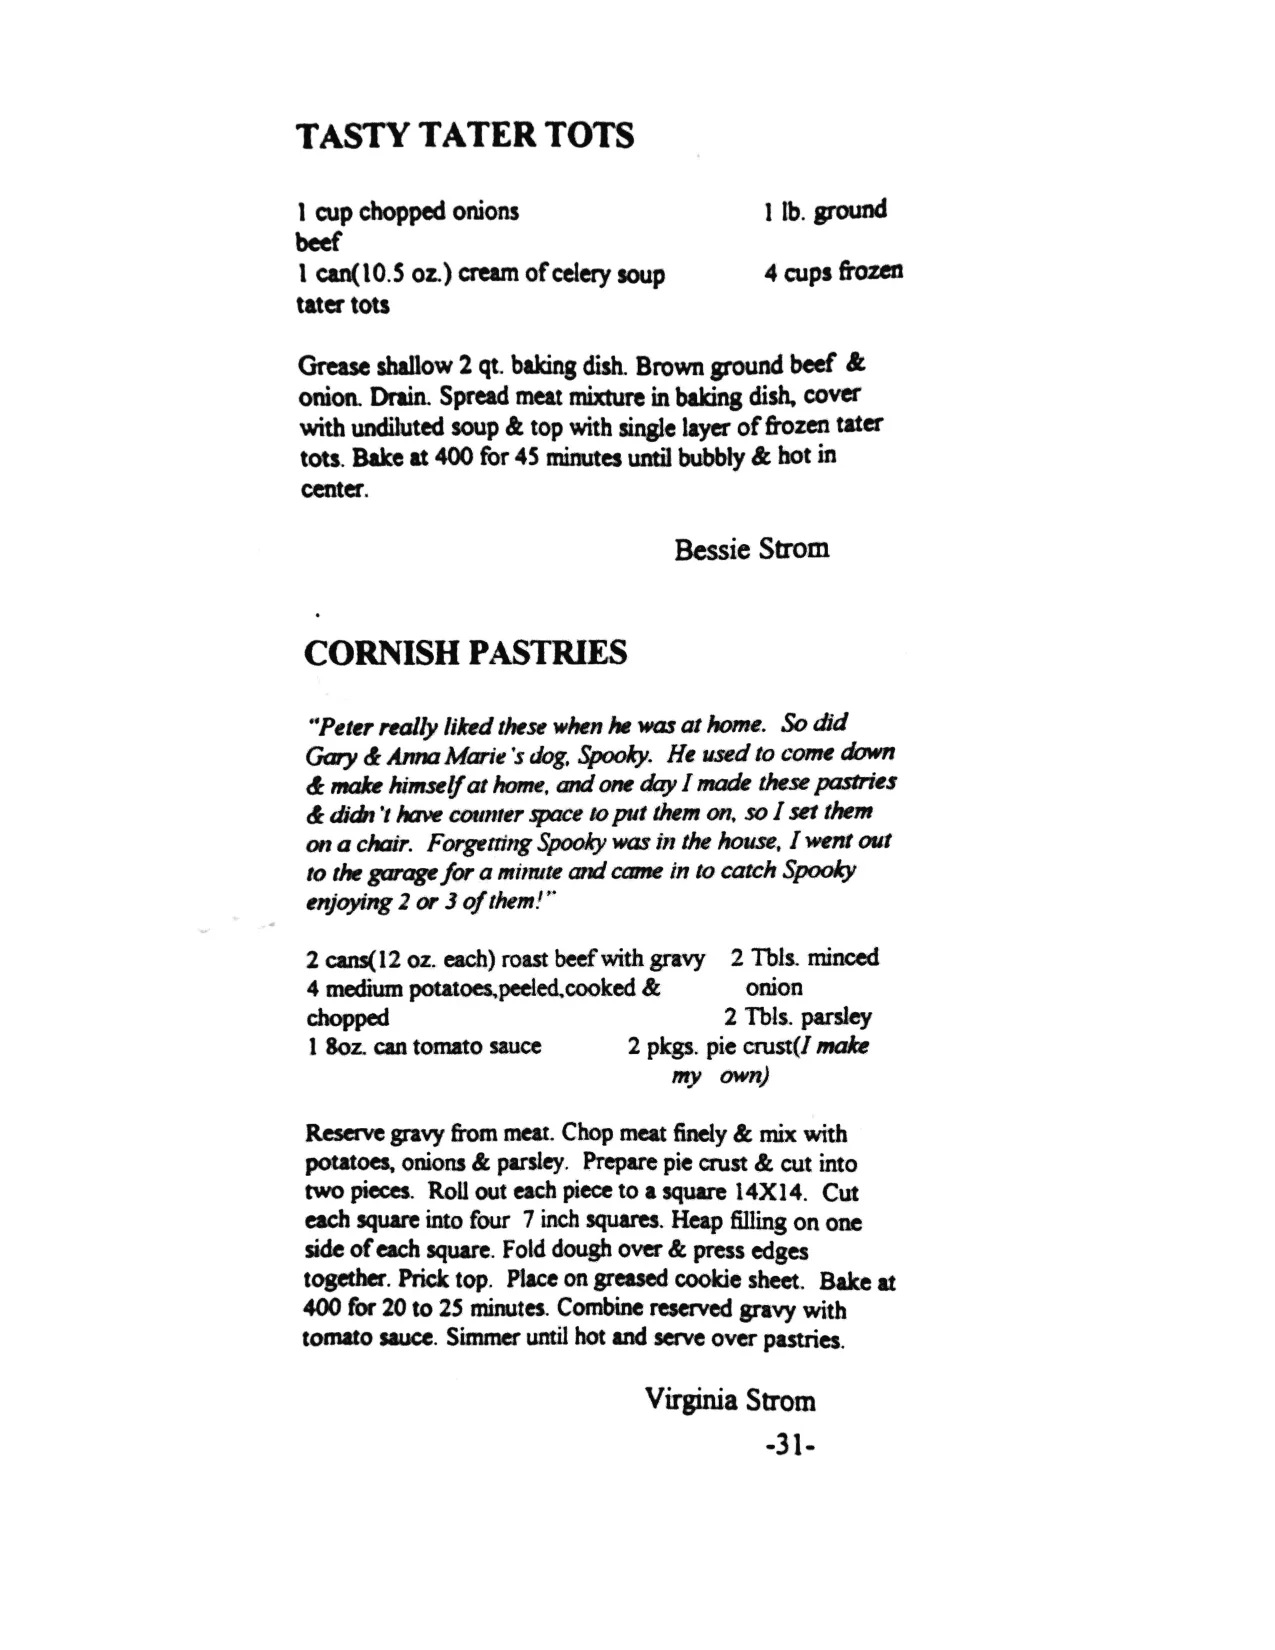 TASTY TATER TOTS
1 cup chopped onions 1 lb. ground
beef
1 can(10.5 oz.) cream of celery soup 4 cups frozen
tater tots
Grease shallow 2 qt. baking dish. Brown ground beef &
onion. Drain. Spread meat mixture in baking dish, cover
with undiluted soup & top with single layer of frozen tater
tots. Bake at 400 for 45 minutes until bubbly & hot in
center.
Bessie Strom
CORNISH PASTRIES
"Peter really liked these when he was at home. So did
Gary & Anna Marie's dog, Spooky. He used to come down
& make himself at home, and one day I made these pastries
& didn't have counter space to put them on, so I set them
on a chair. Forgetting Spooky was in the house, I went out
to the garage for a minute and came in to catch Spooky
enjoying 2 or 3 of them!"
2 cans(12 oz. each) roast beef with gravy 2 Tbls. minced
4 medium potatoes,peeled,cooked & onion
chopped 2 Tbls. parsley
1 8oz. can tomato sauce 2 pkgs. pie crust(I make
my own)
Reserve gravy from meat. Chop meat finely & mix with
potatoes, onions & parsley. Prepare pie crust & cut into
two pieces. Roll out each piece to a square 14X14. Cut
each square into four 7 inch squares. Heap filling on one
side of each square. Fold dough over & press edges
together. Prick top. Place on greased cookie sheet. Bake at
400 for 20 to 25 minutes. Combine reserved gravy with
tomato sauce. Simmer until hot and serve over pastries.
Virginia Strom
-31-